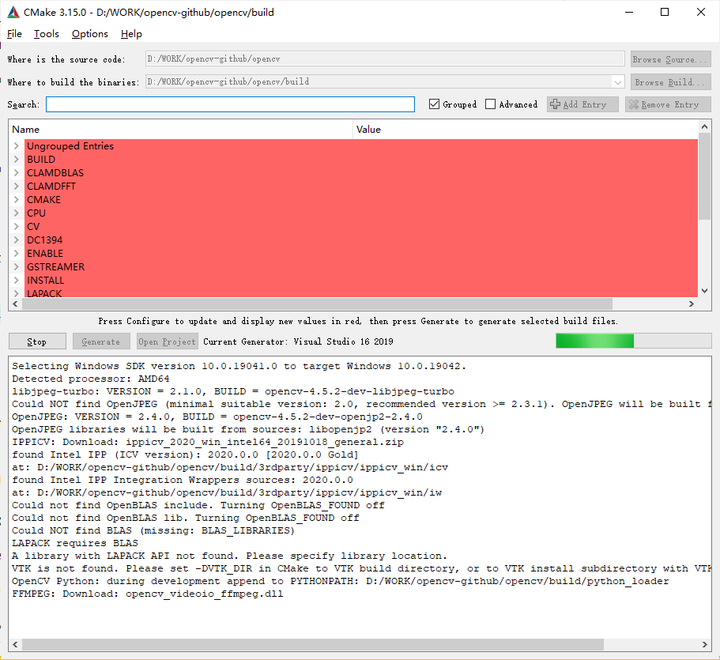 CMake 3.15.0 - D:/WORK/opencv-github/opencv/build
File Tools Options Help
Where is the source code: D:/WORK/opencv-github/opencv Browse Source...
Where to build the binaries: D:/WORK/opencv-github/opencv/build Browse Build...
Search: Grouped Advanced Add Entry Remove Entry
Name Value
Ungrouped Entries
BUILD
CLAMDBLAS
CLAMDFFT
CMAKE
CPU
CV
DC1394
ENABLE
GSTREAMER
INSTALL
LAPACK
Press Configure to update and display new values in red, then press Generate to generate selected build files.
Stop Generate Open Project Current Generator: Visual Studio 16 2019
Selecting Windows SDK version 10.0.19041.0 to target Windows 10.0.19042.
Detected processor: AMD64
libjpeg-turbo: VERSION = 2.1.0, BUILD = opencv-4.5.2-dev-libjpeg-turbo
Could NOT find OpenJPEG (minimal suitable version: 2.0, recommended version >= 2.3.1). OpenJPEG will be built f
OpenJPEG: VERSION = 2.4.0, BUILD = opencv-4.5.2-dev-openjp2-2.4.0
OpenJPEG libraries will be built from sources: libopenjp2 (version "2.4.0")
IPPICV: Download: ippicv_2020_win_intel64_20191018_general.zip
found Intel IPP (ICV version): 2020.0.0 [2020.0.0 Gold]
at: D:/WORK/opencv-github/opencv/build/3rdparty/ippicv/ippicv_win/icv
found Intel IPP Integration Wrappers sources: 2020.0.0
at: D:/WORK/opencv-github/opencv/build/3rdparty/ippicv/ippicv_win/iw
Could not find OpenBLAS include. Turning OpenBLAS_FOUND off
Could not find OpenBLAS lib. Turning OpenBLAS_FOUND off
Could NOT find BLAS (missing: BLAS_LIBRARIES)
LAPACK requires BLAS
A library with LAPACK API not found. Please specify library location.
VTK is not found. Please set -DVTK_DIR in CMake to VTK build directory, or to VTK install subdirectory with VTK
OpenCV Python: during development append to PYTHONPATH: D:/WORK/opencv-github/opencv/build/python_loader
FFMPEG: Download: opencv_videoio_ffmpeg.dll